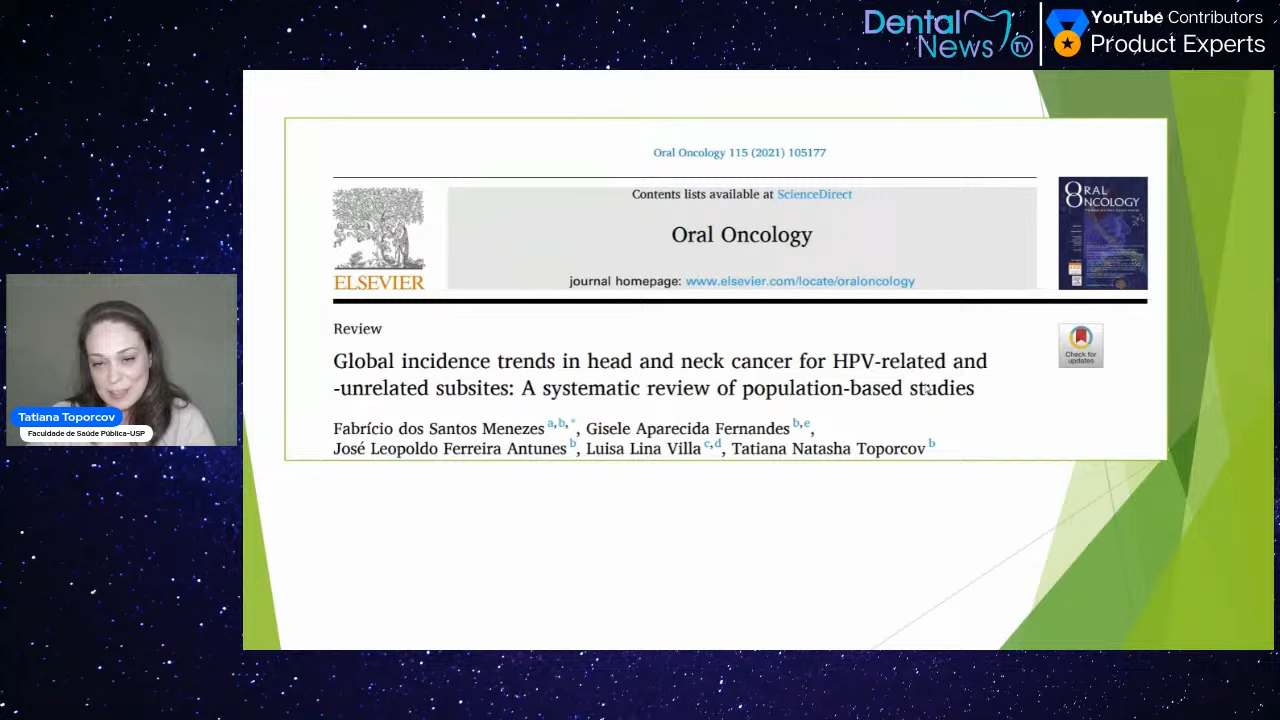 Dental
News TV
YouTube Contributors
Product Experts
Oral Oncology 115 (2021) 105177
Contents lists available at ScienceDirect
Oral Oncology
journal homepage: www.elsevier.com/locate/oraloncology
ELSEVIER
ORAL
ONCOLOGY
Review
Check for
updates
Global incidence trends in head and neck cancer for HPV-related and
-unrelated subsites: A systematic review of population-based studies
Fabrício dos Santos Menezes a,b,*, Gisele Aparecida Fernandes b,e,
José Leopoldo Ferreira Antunes b, Luisa Lina Villa c,d, Tatiana Natasha Toporcov b
Tatiana Toporcov
Faculdade de Saúde Pública-USP